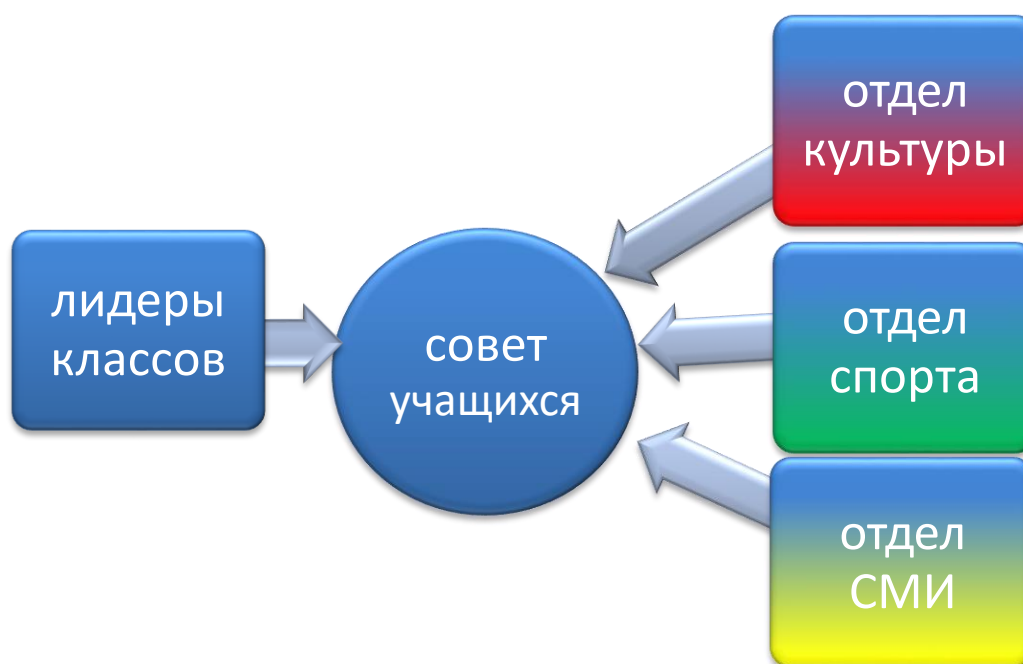 лидеры
классов
совет
учащихся
отдел
культуры
отдел
спорта
отдел
СМИ